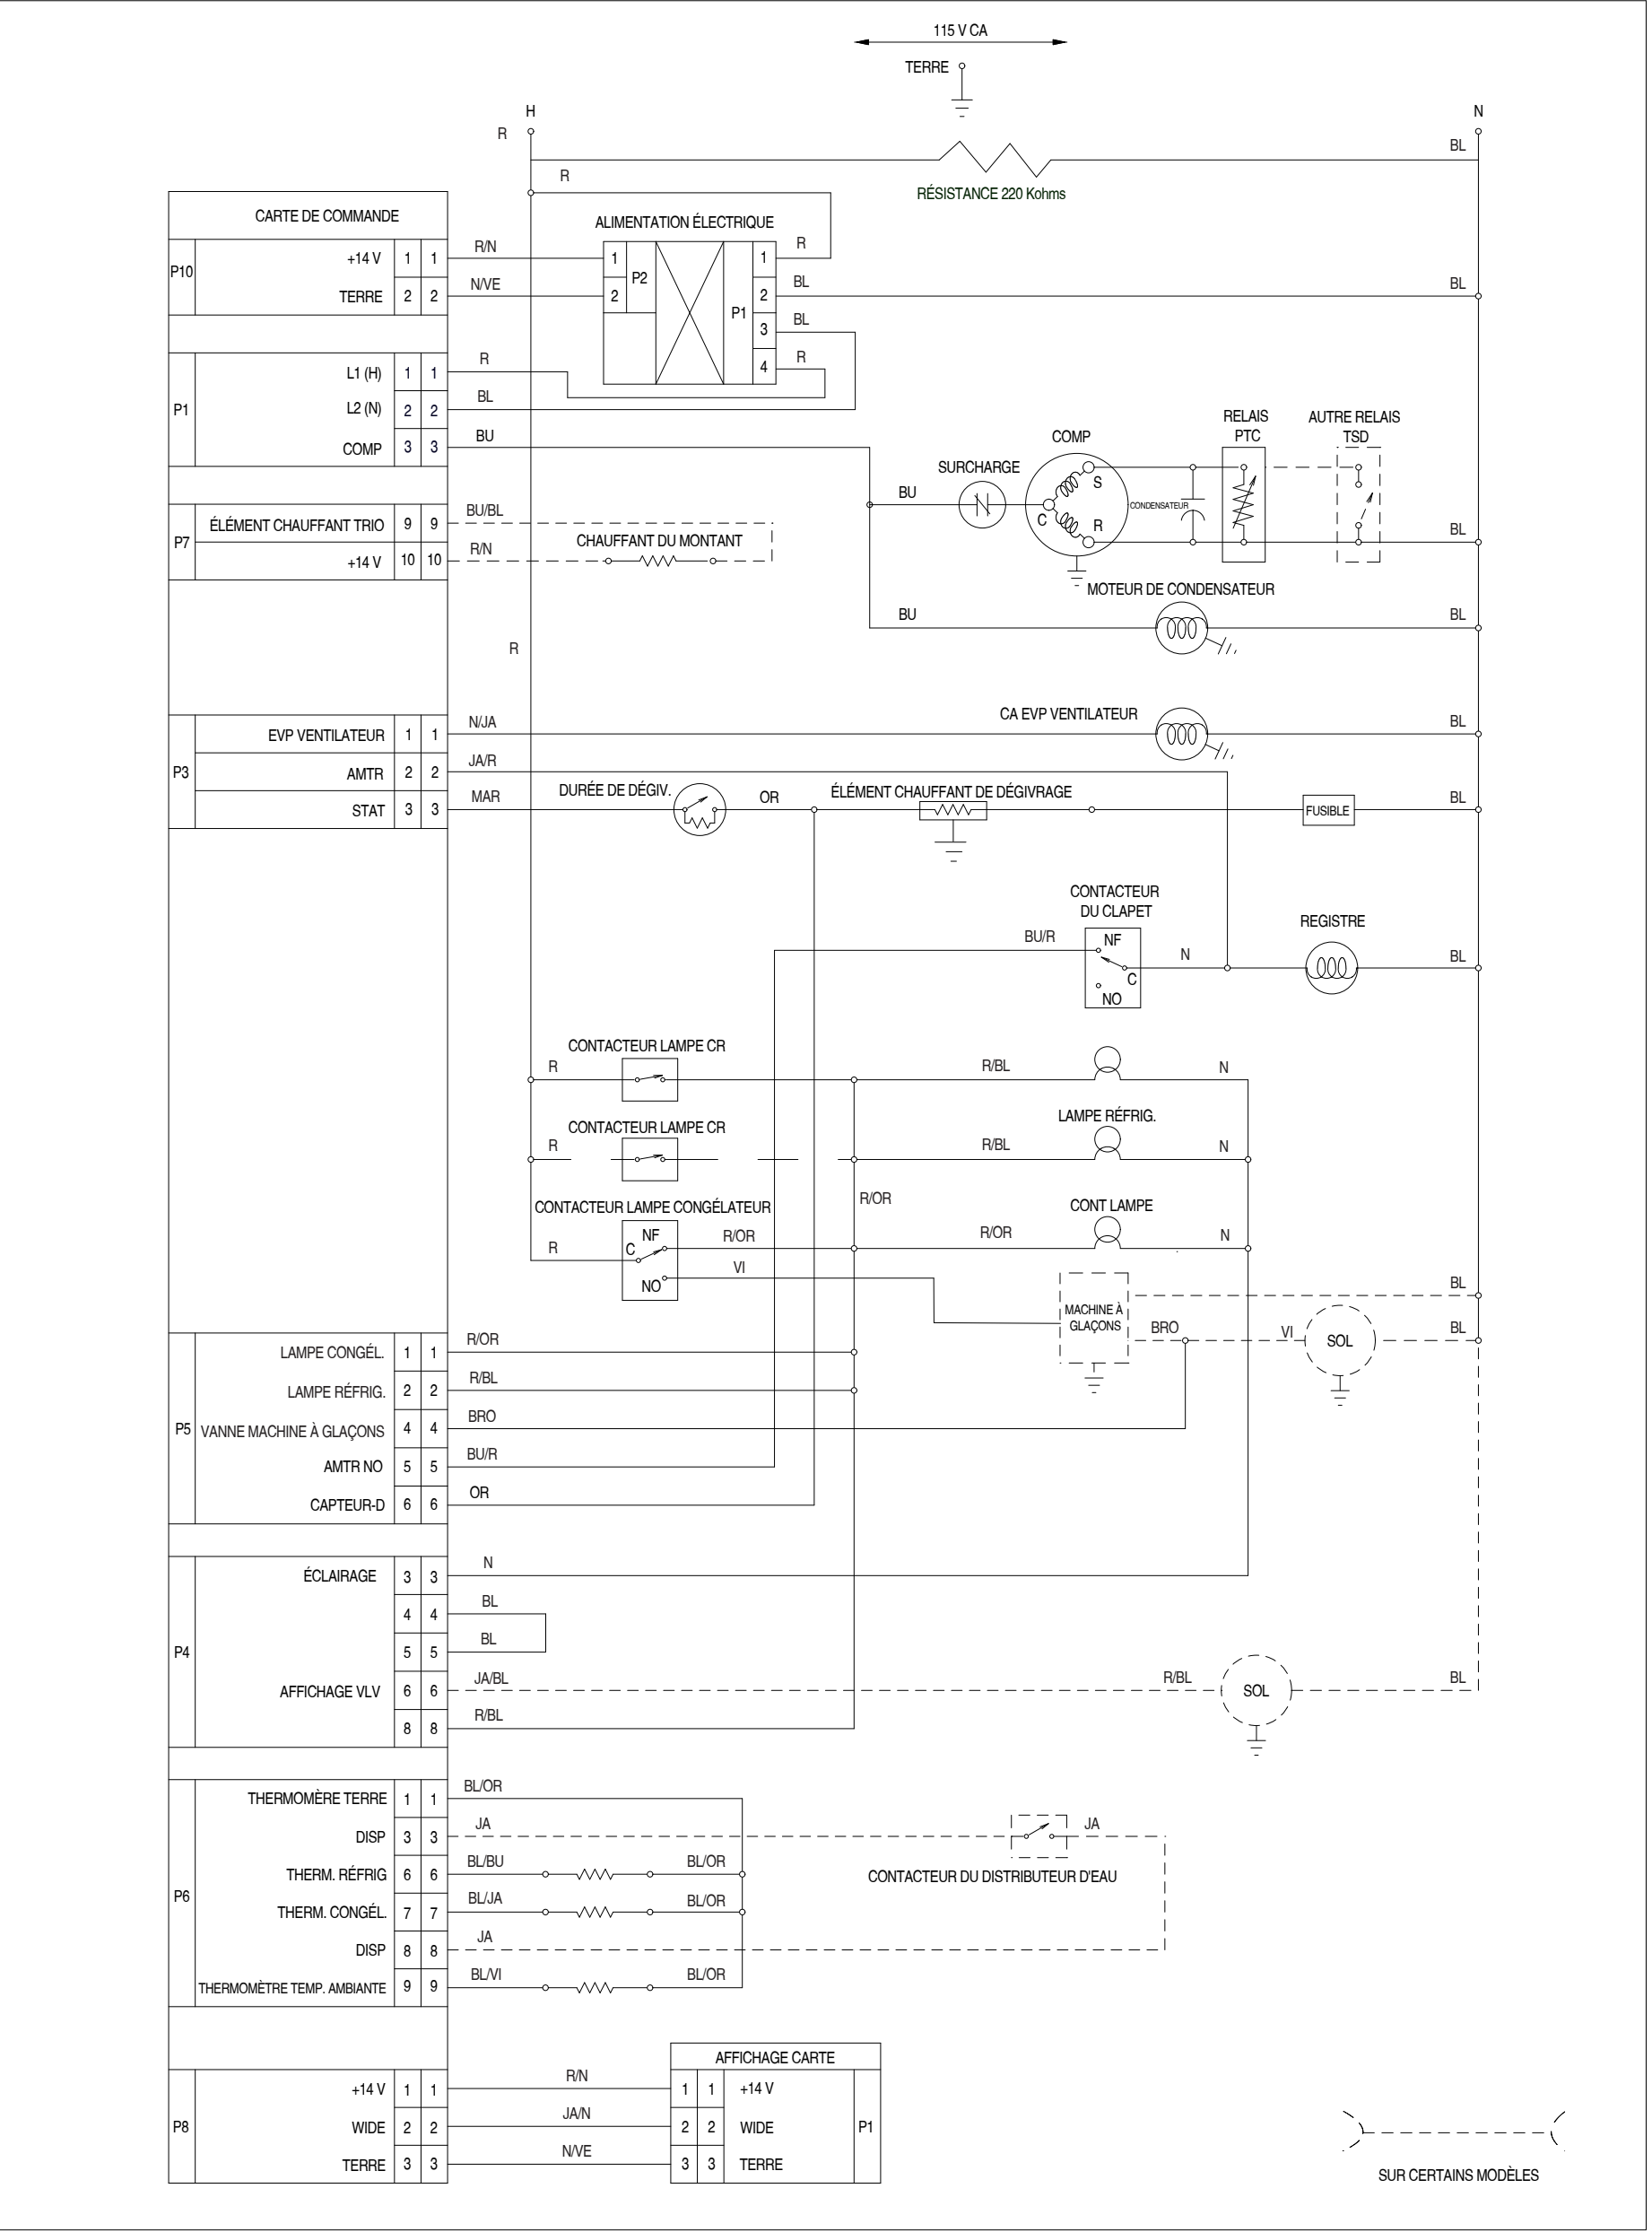 115 V CA
TERRE
H
N
R
BL
R
RÉSISTANCE 220 Kohms
CARTE DE COMMANDE
ALIMENTATION ÉLECTRIQUE
P10
+14 V 1 1 R/N 1 P2 1 R
TERRE 2 2 N/VE 2 2 BL BL
P1 3 BL
4 R
P1
L1 (H) 1 1 R
L2 (N) 2 2 BL
COMP 3 3 BU
RELAIS
PTC
AUTRE RELAIS
TSD
COMP
SURCHARGE
BU
S
C
R
CONDENSATEUR
BL
P7
ÉLÉMENT CHAUFFANT TRIO 9 9 BU/BL
CHAUFFANT DU MONTANT
+14 V 10 10 R/N
MOTEUR DE CONDENSATEUR
BU
BL
R
P3
EVP VENTILATEUR 1 1 N/JA CA EVP VENTILATEUR BL
AMTR 2 2 JA/R
STAT 3 3 MAR DURÉE DE DÉGIV. OR ÉLÉMENT CHAUFFANT DE DÉGIVRAGE FUSIBLE BL
CONTACTEUR
DU CLAPET
REGISTRE
BU/R
NF
N
C
NO
BL
CONTACTEUR LAMPE CR
R
R/BL
N
CONTACTEUR LAMPE CR
LAMPE RÉFRIG.
R
R/BL
N
R/OR
CONTACTEUR LAMPE CONGÉLATEUR
CONT LAMPE
R
C
NF
NO
R/OR
R/OR
N
VI
BL
MACHINE À
GLAÇONS
BRO
VI
SOL
BL
P5
LAMPE CONGÉL. 1 1 R/OR
LAMPE RÉFRIG. 2 2 R/BL
VANNE MACHINE À GLAÇONS 4 4 BRO
AMTR NO 5 5 BU/R
CAPTEUR-D 6 6 OR
P4
ÉCLAIRAGE 3 3 N
4 4 BL
5 5 BL
AFFICHAGE VLV 6 6 JA/BL R/BL SOL BL
8 8 R/BL
P6
THERMOMÈRE TERRE 1 1 BL/OR
DISP 3 3 JA JA
CONTACTEUR DU DISTRIBUTEUR D'EAU
THERM. RÉFRIG 6 6 BL/BU BL/OR
THERM. CONGÉL. 7 7 BL/JA BL/OR
DISP 8 8 JA
THERMOMÈTRE TEMP. AMBIANTE 9 9 BL/VI BL/OR
AFFICHAGE CARTE
P8
+14 V 1 1 R/N 1 1 +14 V
WIDE 2 2 JA/N 2 2 WIDE P1
TERRE 3 3 N/VE 3 3 TERRE
SUR CERTAINS MODÈLES